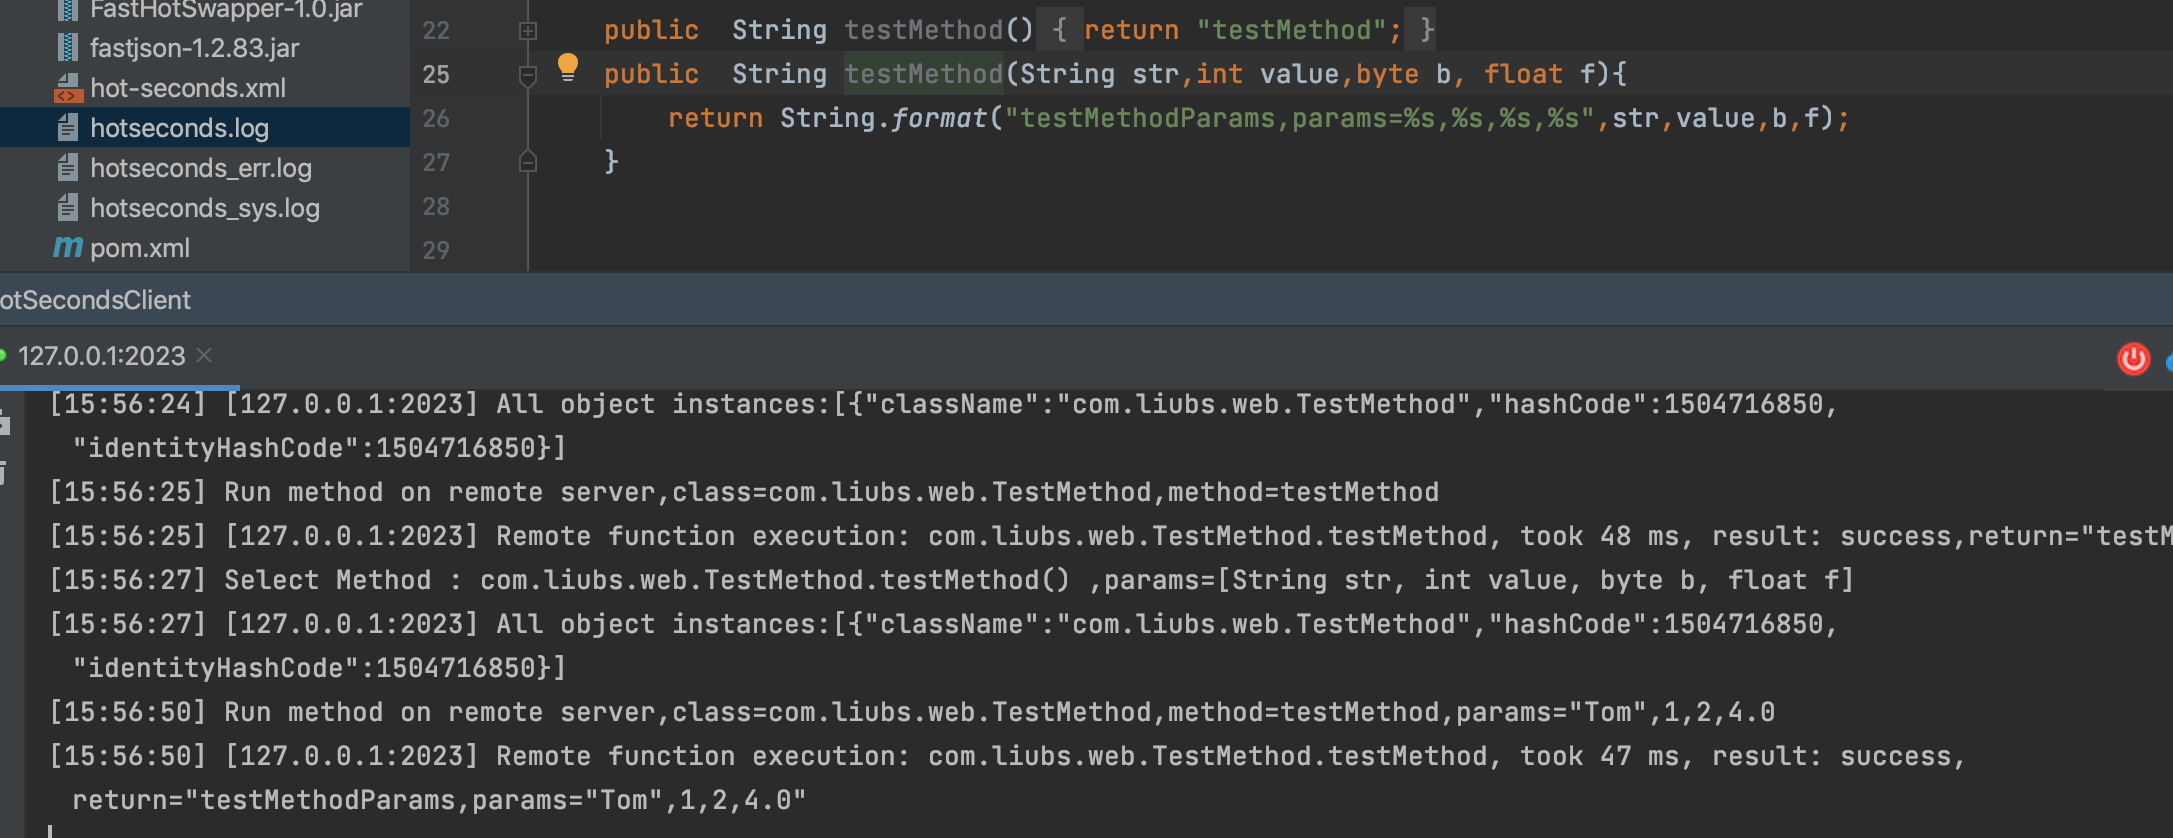 FastHotSwapper-1.0.jar
fastjson-1.2.83.jar
hot-seconds.xml
hotseconds.log
hotseconds_err.log
hotseconds_sys.log
pom.xml
22 public String testMethod() { return "testMethod"; }
25 public String testMethod(String str,int value,byte b, float f){
26 return String.format("testMethodParams,params=%s,%s,%s,%s",str,value,b,f);
27 }
28
29
otSecondsClient
127.0.0.1:2023
[15:56:24] [127.0.0.1:2023] All object instances:[{"className":"com.liubs.web.TestMethod","hashCode":1504716850,
"identityHashCode":1504716850}]
[15:56:25] Run method on remote server,class=com.liubs.web.TestMethod,method=testMethod
[15:56:25] [127.0.0.1:2023] Remote function execution: com.liubs.web.TestMethod.testMethod, took 48 ms, result: success,return="testM
[15:56:27] Select Method : com.liubs.web.TestMethod.testMethod() ,params=[String str, int value, byte b, float f]
[15:56:27] [127.0.0.1:2023] All object instances:[{"className":"com.liubs.web.TestMethod","hashCode":1504716850,
"identityHashCode":1504716850}]
[15:56:50] Run method on remote server,class=com.liubs.web.TestMethod,method=testMethod,params="Tom",1,2,4.0
[15:56:50] [127.0.0.1:2023] Remote function execution: com.liubs.web.TestMethod.testMethod, took 47 ms, result: success,
return="testMethodParams,params="Tom",1,2,4.0"